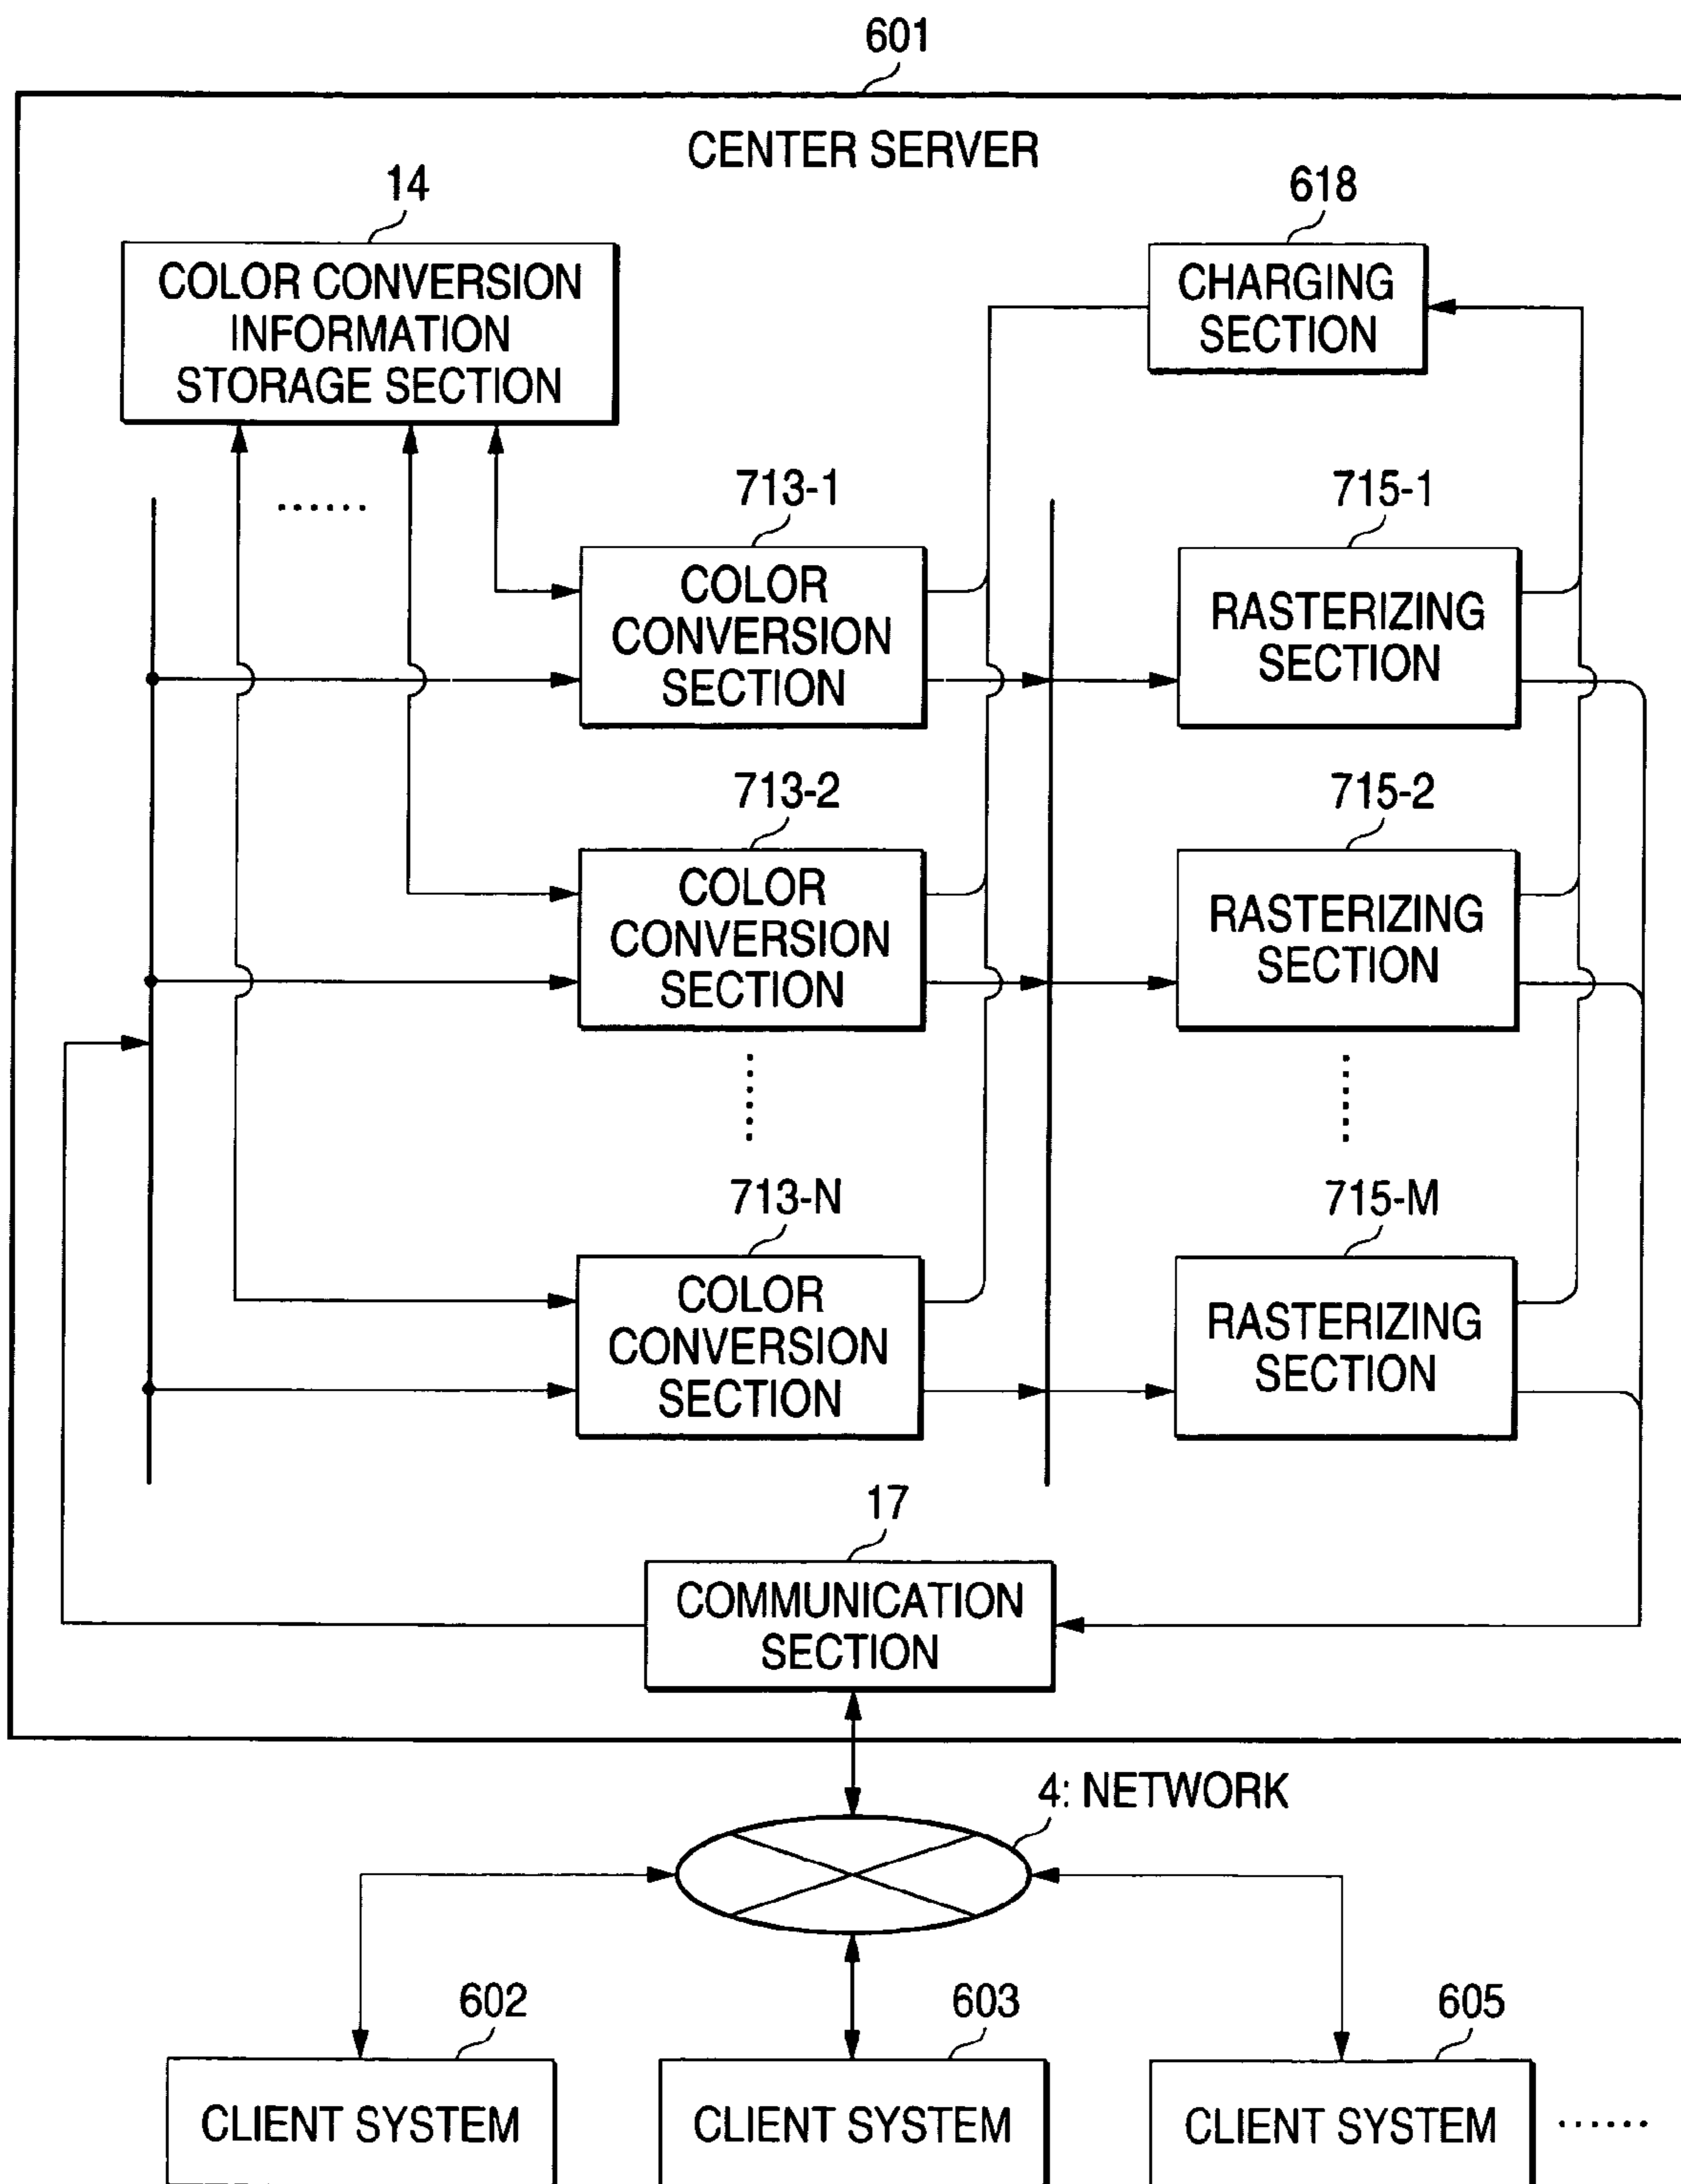 601
CENTER SERVER
14
618
COLOR CONVERSION
INFORMATION
STORAGE SECTION
CHARGING
SECTION
......
713-1
715-1
COLOR
CONVERSION
SECTION
RASTERIZING
SECTION
713-2
715-2
COLOR
CONVERSION
SECTION
RASTERIZING
SECTION
713-N
715-M
COLOR
CONVERSION
SECTION
RASTERIZING
SECTION
17
COMMUNICATION
SECTION
4: NETWORK
602
603
605
CLIENT SYSTEM
CLIENT SYSTEM
CLIENT SYSTEM
......